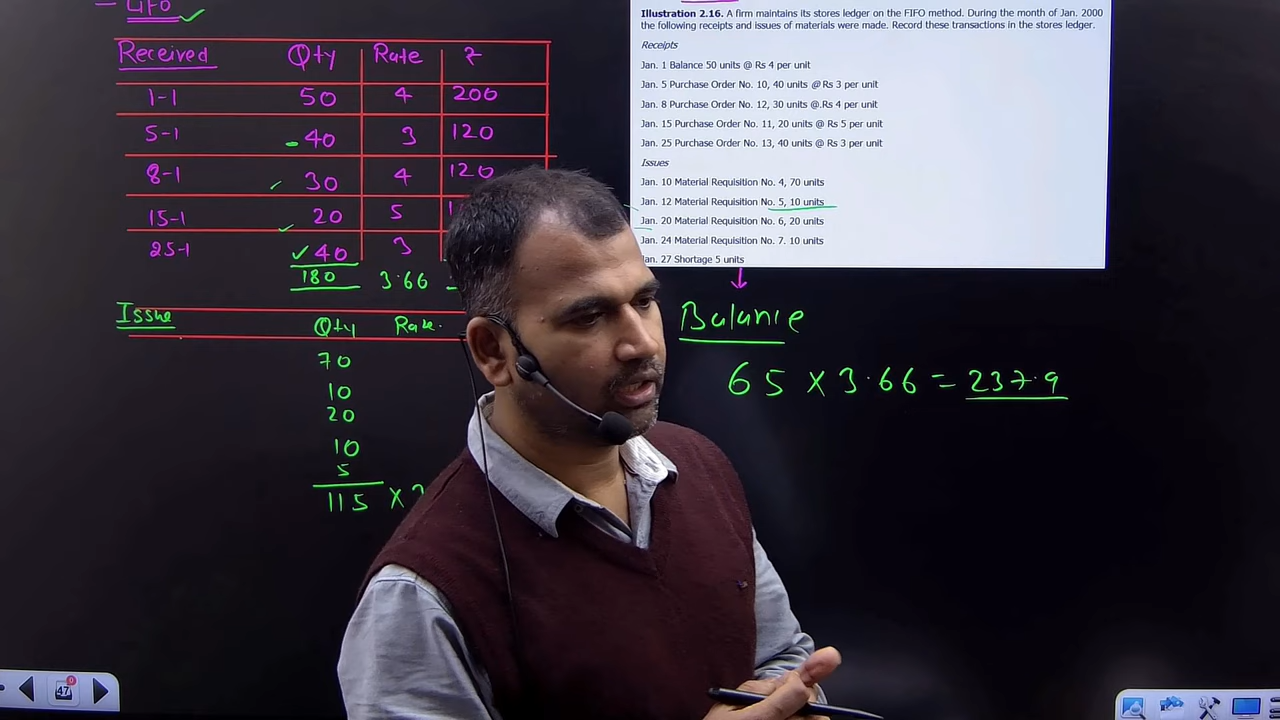 — LIFO
Received Qty Rate ₹
1-1 50 4 200
5-1 40 3 120
8-1 30 4 120
15-1 20 5
25-1 40 3
180 3.66
Issue Qty Rate.
70
10
20
10
5
115 ×
Illustration 2.16. A firm maintains its stores ledger on the FIFO method. During the month of Jan. 2000
the following receipts and issues of materials were made. Record these transactions in the stores ledger.
Receipts
Jan. 1 Balance 50 units @ Rs 4 per unit
Jan. 5 Purchase Order No. 10, 40 units @ Rs 3 per unit
Jan. 8 Purchase Order No. 12, 30 units @.Rs 4 per unit
Jan. 15 Purchase Order No. 11, 20 units @ Rs 5 per unit
Jan. 25 Purchase Order No. 13, 40 units @ Rs 3 per unit
Issues
Jan. 10 Material Requisition No. 4, 70 units
Jan. 12 Material Requisition No. 5, 10 units
Jan. 20 Material Requisition No. 6, 20 units
Jan. 24 Material Requisition No. 7. 10 units
an. 27 Shortage 5 units
Balance
65 × 3.66 = 237.9
47